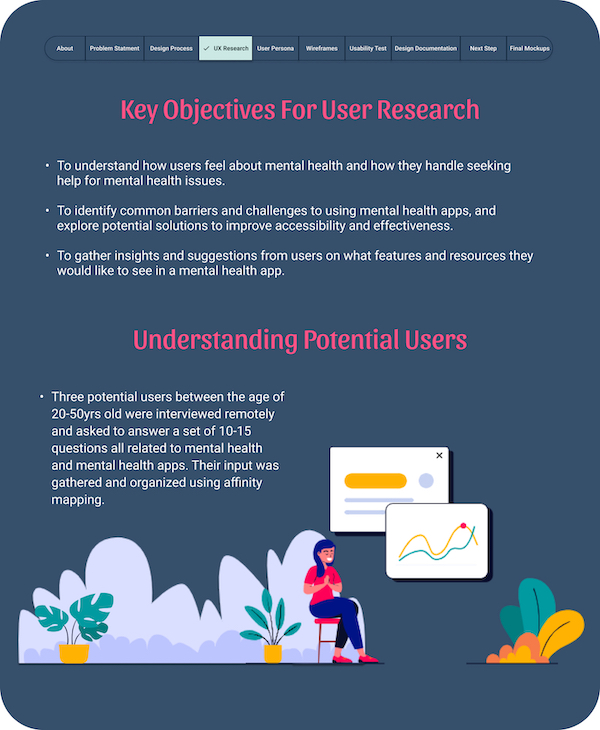 About
Problem Statment
Design Process
✓ UX Research
User Persona
Wireframes
Usability Test
Design Documentation
Next Step
Final Mockups
Key Objectives For User Research
• To understand how users feel about mental health and how they handle seeking
help for mental health issues.
• To identify common barriers and challenges to using mental health apps, and
explore potential solutions to improve accessibility and effectiveness.
• To gather insights and suggestions from users on what features and resources they
would like to see in a mental health app.
Understanding Potential Users
• Three potential users between the age of
20-50yrs old were interviewed remotely
and asked to answer a set of 10-15
questions all related to mental health
and mental health apps. Their input was
gathered and organized using affinity
mapping.